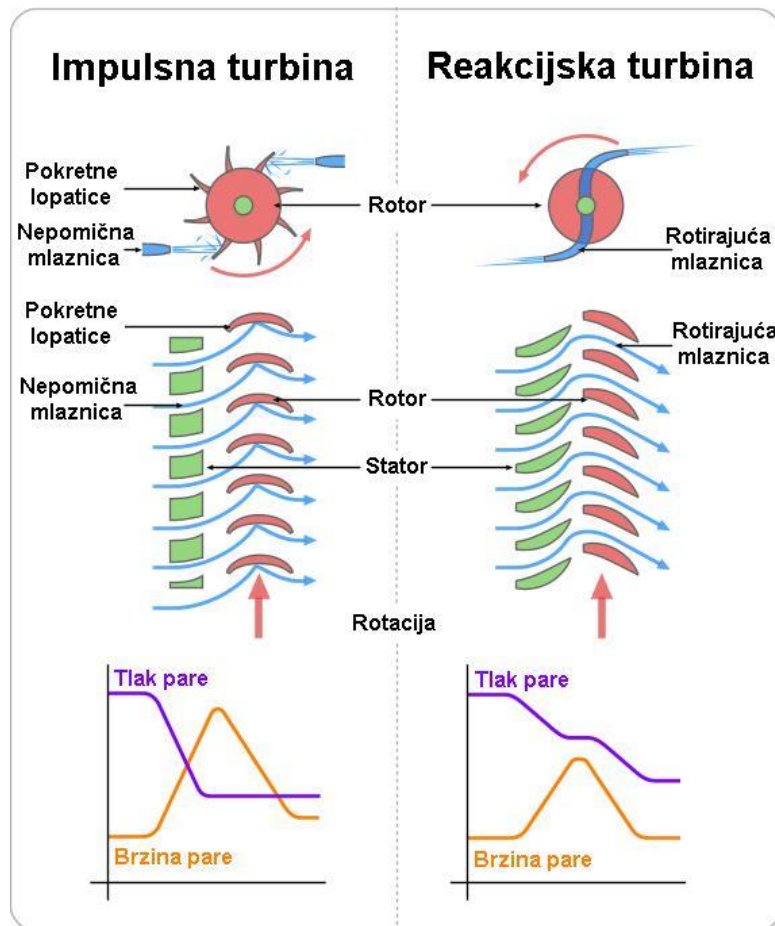 Impulsna turbina
Reakcijska turbina
Pokretne
lopatice
Rotor
Nepomična
mlaznica
Rotirajuća
mlaznica
Pokretne
lopatice
Rotirajuća
mlaznica
Nepomična
mlaznica
Rotor
Stator
Rotacija
Tlak pare
Tlak pare
Brzina pare
Brzina pare